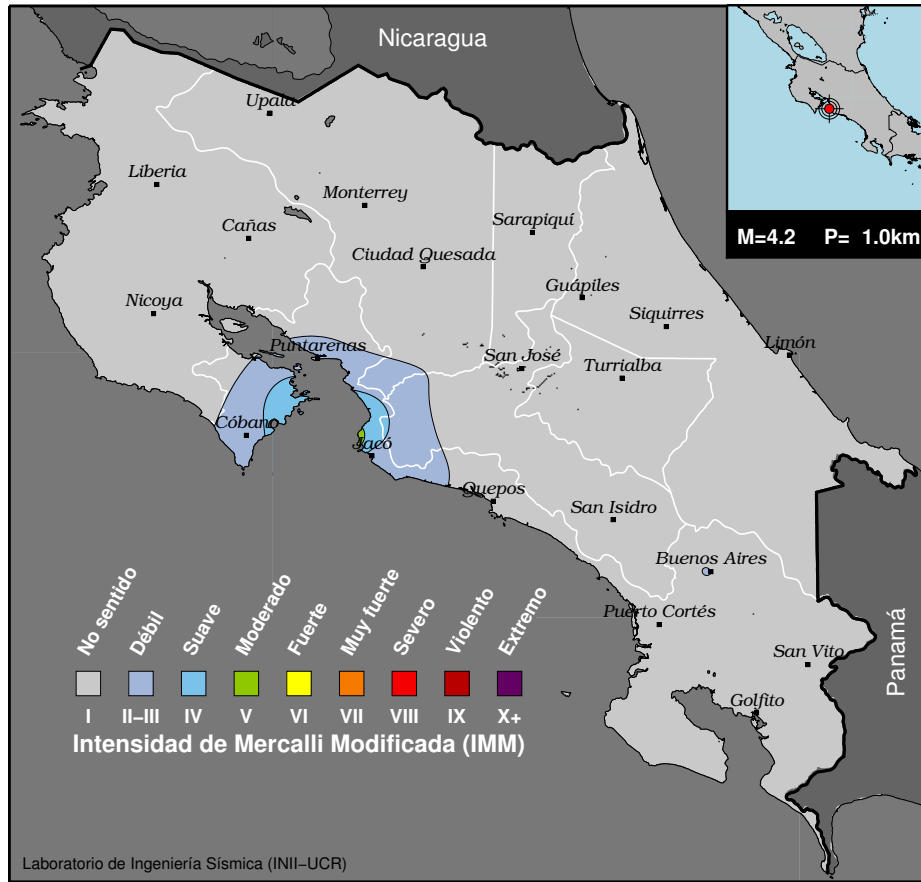 Nicaragua
Upala
Liberia
Monterrey
Cañas
Sarapiquí
Ciudad Quesada
M=4.2 P= 1.0km
Nicoya
Guápiles
Siquirres
Puntarenas
San José
Limón
Turrialba
Cóbano
Jacó
Quepos
San Isidro
Buenos Aires
Puerto Cortés
San Vito
Golfito
Panamá
No sentido
Débil
Suave
Moderado
Fuerte
Muy fuerte
Severo
Violento
Extremo
I II–III IV V VI VII VIII IX X+
Intensidad de Mercalli Modificada (IMM)
Laboratorio de Ingeniería Sísmica (INII–UCR)